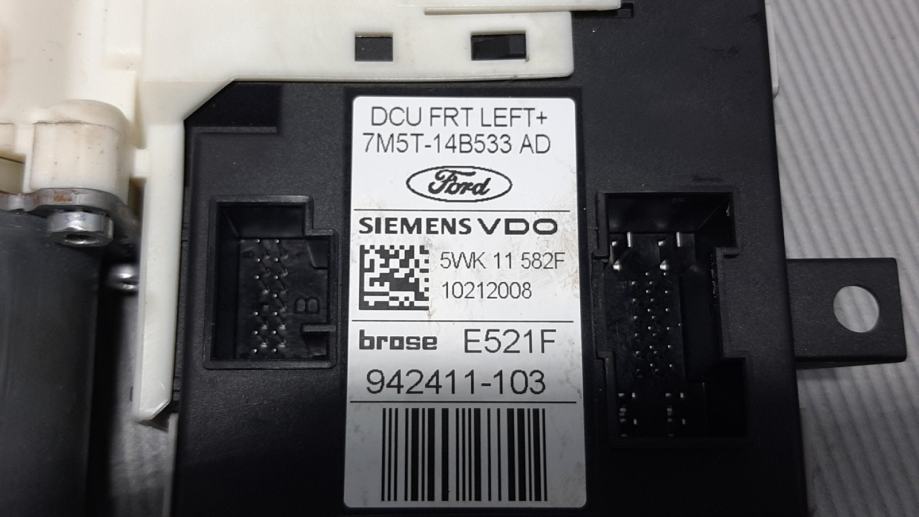 DCU FRT LEFT+
7M5T-14B533 AD
Ford
SIEMENS VDO
5WK 11 582F
10212008
brose E521F
942411-103
B